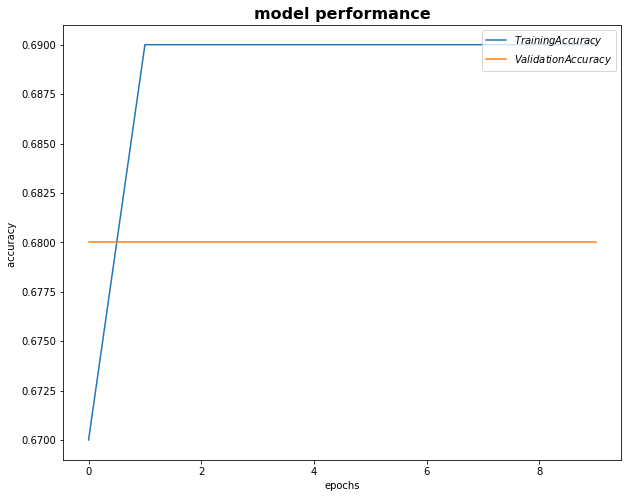 model performance
0.6900
TrainingAccuracy
ValidationAccuracy
0.6875
0.6850
0.6825
0.6800
0.6775
0.6750
0.6725
0.6700
accuracy
0 2 4 6 8
epochs